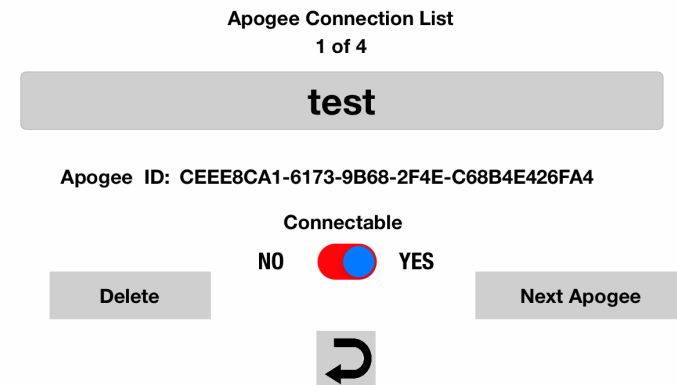 Apogee Connection List
1 of 4
test
Apogee ID: CEEE8CA1-6173-9B68-2F4E-C68B4E426FA4
Connectable
NO YES
Delete Next Apogee